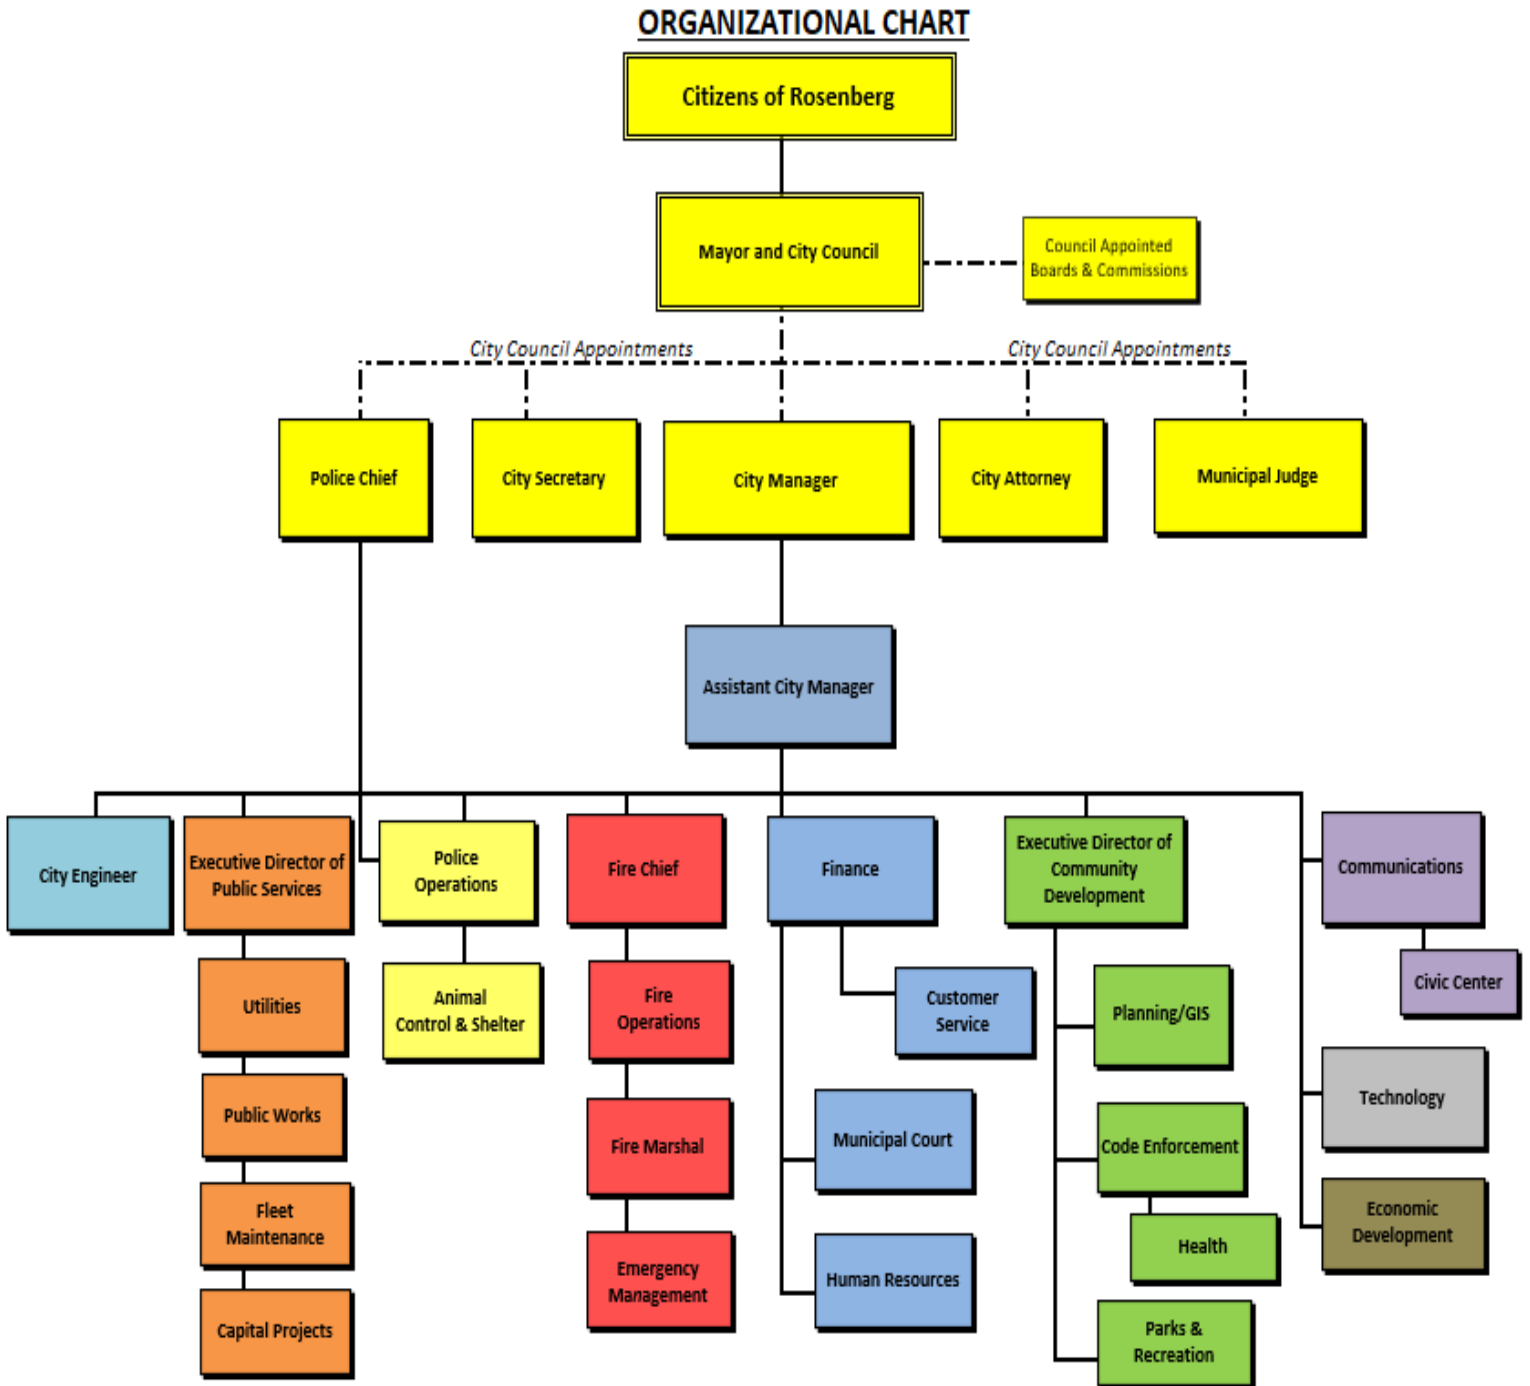 ORGANIZATIONAL CHART
Citizens of Rosenberg
Mayor and City Council
Council Appointed
Boards & Commissions
City Council Appointments
City Council Appointments
Police Chief
City Secretary
City Manager
City Attorney
Municipal Judge
Assistant City Manager
City Engineer
Executive Director of
Public Services
Police
Operations
Fire Chief
Finance
Executive Director of
Community
Development
Communications
Utilities
Animal
Control & Shelter
Fire
Operations
Customer
Service
Planning/GIS
Civic Center
Public Works
Fire Marshal
Municipal Court
Code Enforcement
Technology
Fleet
Maintenance
Emergency
Management
Human Resources
Health
Economic
Development
Capital Projects
Parks &
Recreation